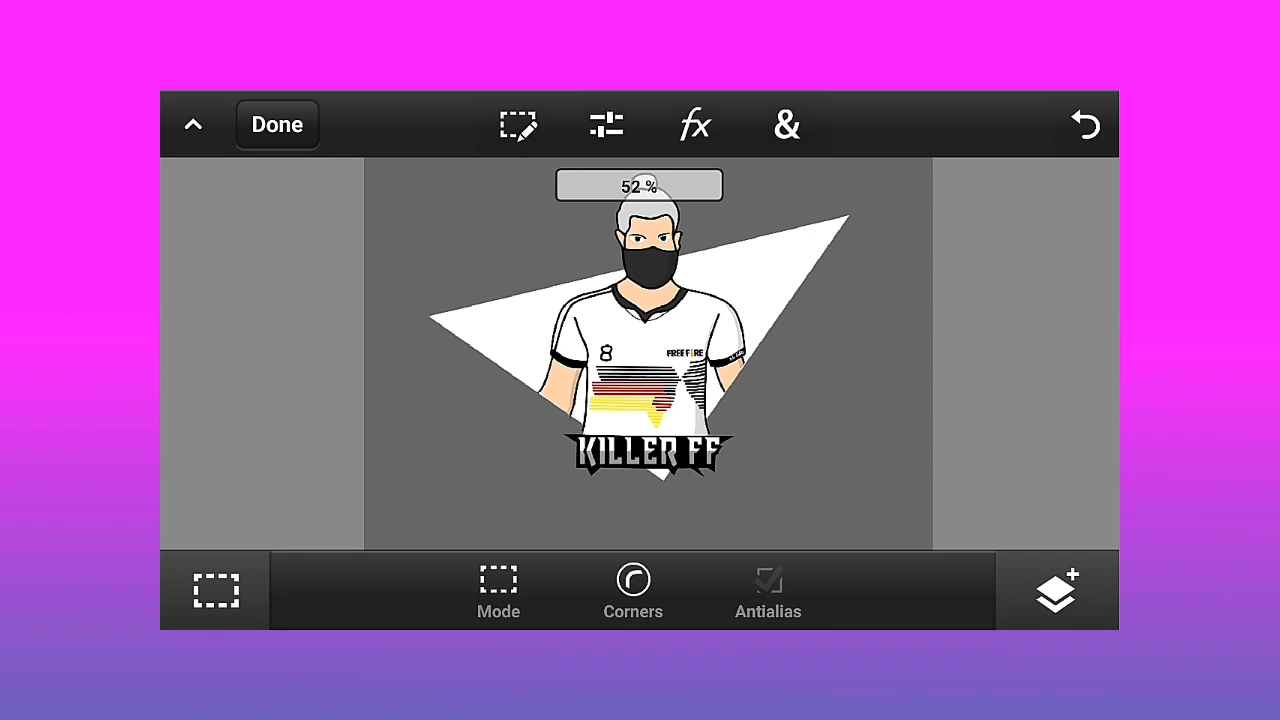 Done
fx
&
52 %
8
FREE FIRE
KILLER FF
Mode
Corners
Antialias